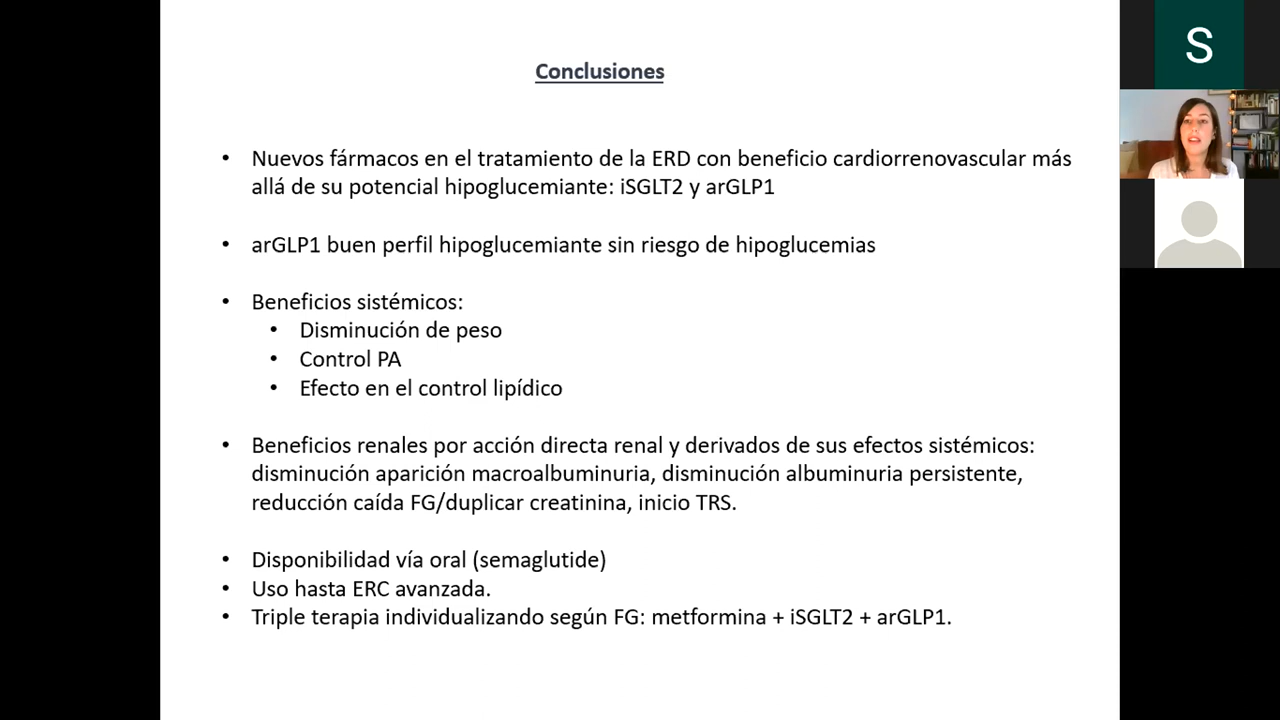 Conclusiones
• Nuevos fármacos en el tratamiento de la ERD con beneficio cardiorrenovascular más
allá de su potencial hipoglucemiante: iSGLT2 y arGLP1
• arGLP1 buen perfil hipoglucemiante sin riesgo de hipoglucemias
• Beneficios sistémicos:
• Disminución de peso
• Control PA
• Efecto en el control lipídico
• Beneficios renales por acción directa renal y derivados de sus efectos sistémicos:
disminución aparición macroalbuminuria, disminución albuminuria persistente,
reducción caída FG/duplicar creatinina, inicio TRS.
• Disponibilidad vía oral (semaglutide)
• Uso hasta ERC avanzada.
• Triple terapia individualizando según FG: metformina + iSGLT2 + arGLP1.
S